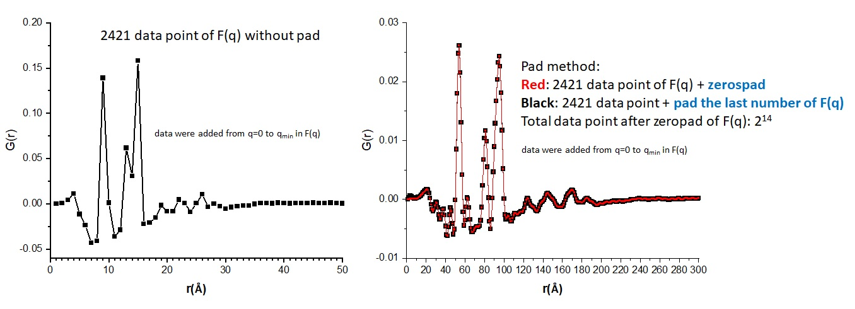 2421 data point of F(q) without pad
data were added from q=0 to qmin in F(q)
0.20
0.15
0.10
0.05
0.00
-0.05
G(r)
0 10 20 30 40 50
r(Å)
0.03
0.02
0.01
0.00
-0.01
G(r)
Pad method:
Red: 2421 data point of F(q) + zerospad
Black: 2421 data point + pad the last number of F(q)
Total data point after zeropad of F(q): 2¹⁴
data were added from q=0 to qmin in F(q)
0 20 40 60 80 100 120 140 160 180 200 220 240 260 280 300
r(Å)